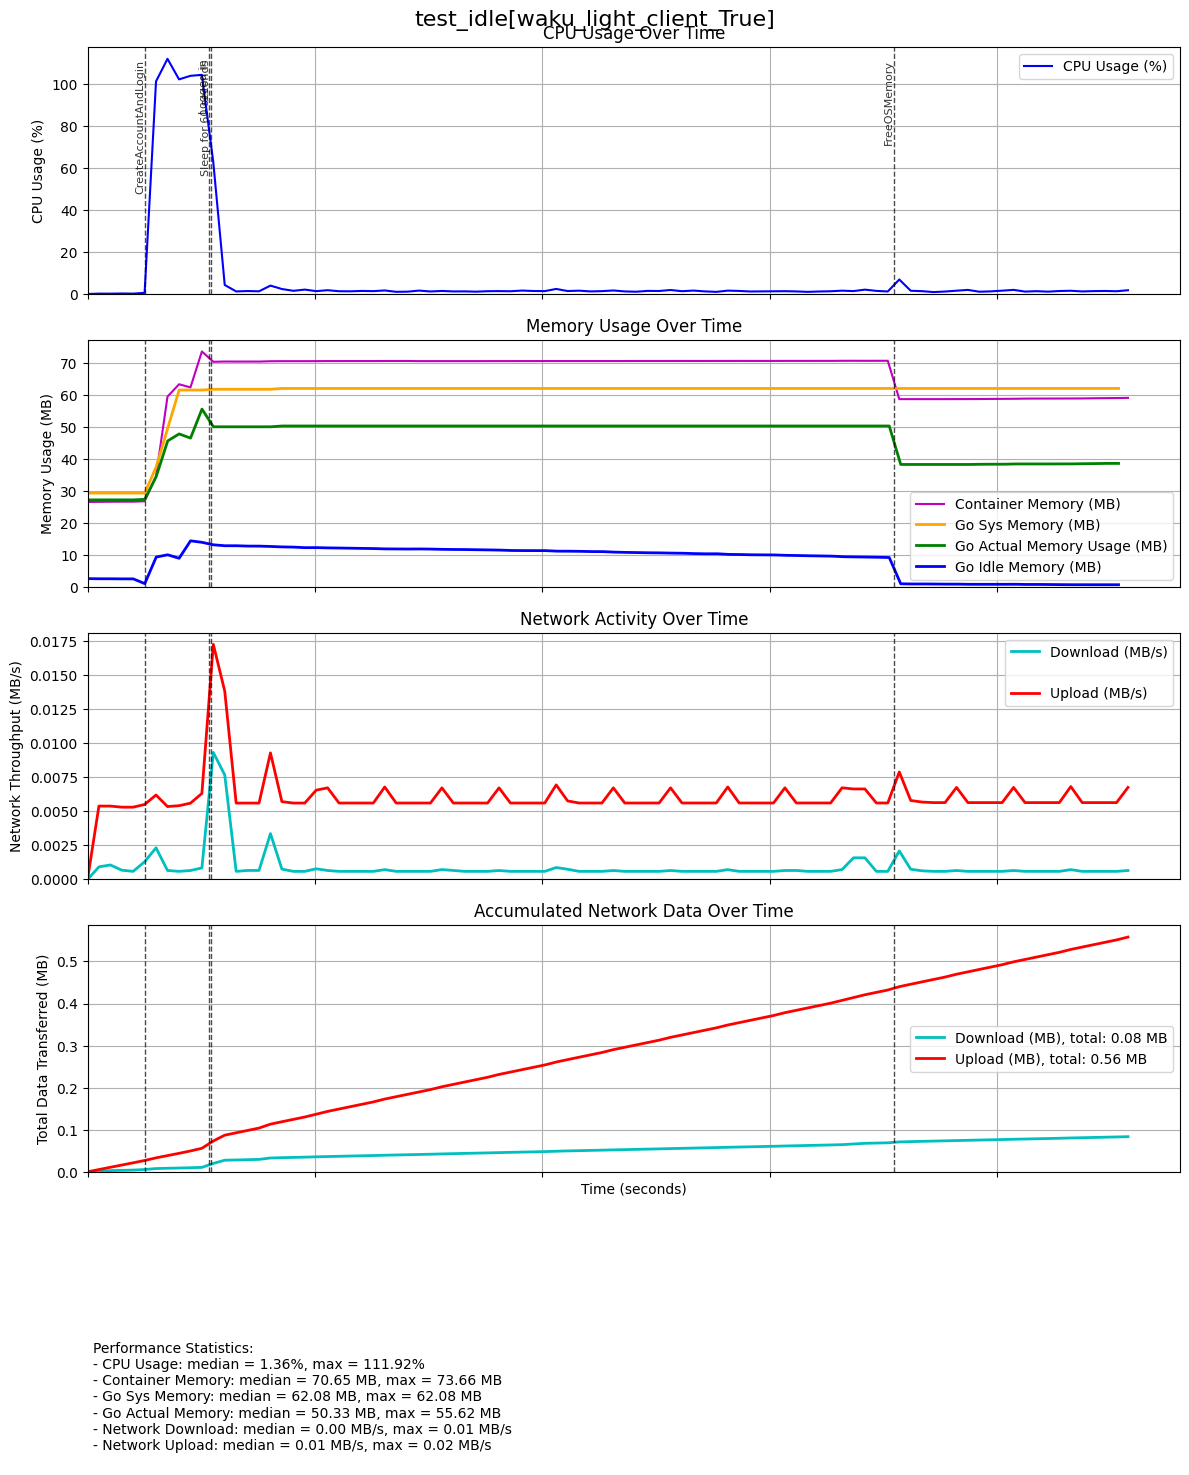 test_idle[waku_light_client_True]
CPU Usage Over Time
CPU Usage (%)
100
80
60
40
20
0
CreateAccountAndLogin
Sleep for 60 seconds
FreeOSMemory
CPU Usage (%)
Memory Usage Over Time
Memory Usage (MB)
70
60
50
40
30
20
10
0
Container Memory (MB)
Go Sys Memory (MB)
Go Actual Memory Usage (MB)
Go Idle Memory (MB)
Network Activity Over Time
Network Throughput (MB/s)
0.0175
0.0150
0.0125
0.0100
0.0075
0.0050
0.0025
0.0000
Download (MB/s)
Upload (MB/s)
Accumulated Network Data Over Time
Total Data Transferred (MB)
0.5
0.4
0.3
0.2
0.1
0.0
Download (MB), total: 0.08 MB
Upload (MB), total: 0.56 MB
Time (seconds)
Performance Statistics:
- CPU Usage: median = 1.36%, max = 111.92%
- Container Memory: median = 70.65 MB, max = 73.66 MB
- Go Sys Memory: median = 62.08 MB, max = 62.08 MB
- Go Actual Memory: median = 50.33 MB, max = 55.62 MB
- Network Download: median = 0.00 MB/s, max = 0.01 MB/s
- Network Upload: median = 0.01 MB/s, max = 0.02 MB/s